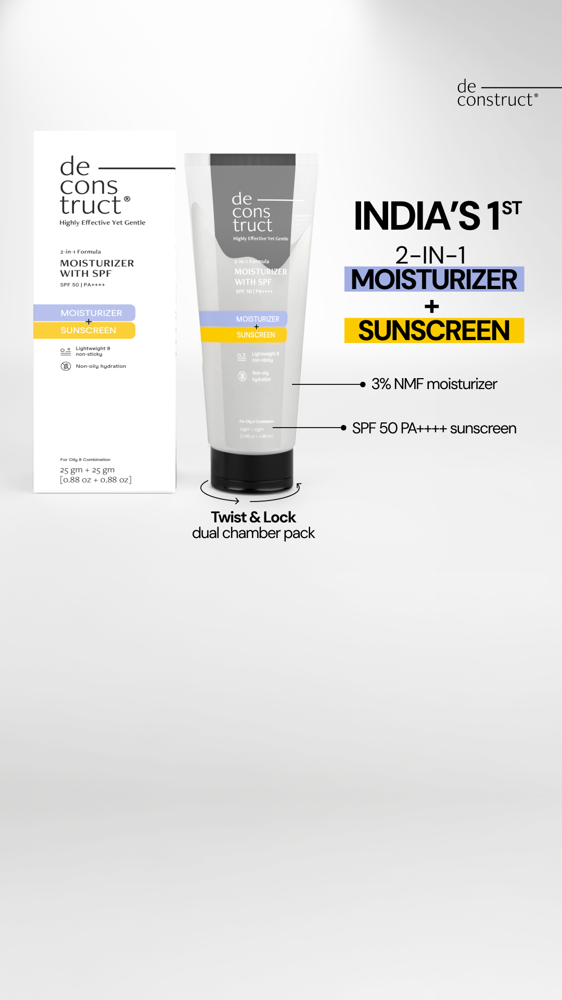 de
construct®
de
cons
truct®
Highly Effective Yet Gentle
2-in-1 Formula
MOISTURIZER
WITH SPF
SPF 50 | PA++++
MOISTURIZER
+
SUNSCREEN
Lightweight &
non-sticky
Non-oily hydration
For Oily & Combination
25 gm + 25 gm
[0.88 oz + 0.88 oz]
de
cons
truct
Highly Effective Yet Gentle
2-in-1 Formula
MOISTURIZER
WITH SPF
SPF 50 | PA++++
MOISTURIZER
+
SUNSCREEN
Lightweight &
non-sticky
Non-oily
hydration
For Oily & Combination
25gm + 25gm
[0.88 oz + 0.88 oz]
INDIA'S 1ST
2-IN-1
MOISTURIZER
+
SUNSCREEN
3% NMF moisturizer
SPF 50 PA++++ sunscreen
Twist & Lock
dual chamber pack